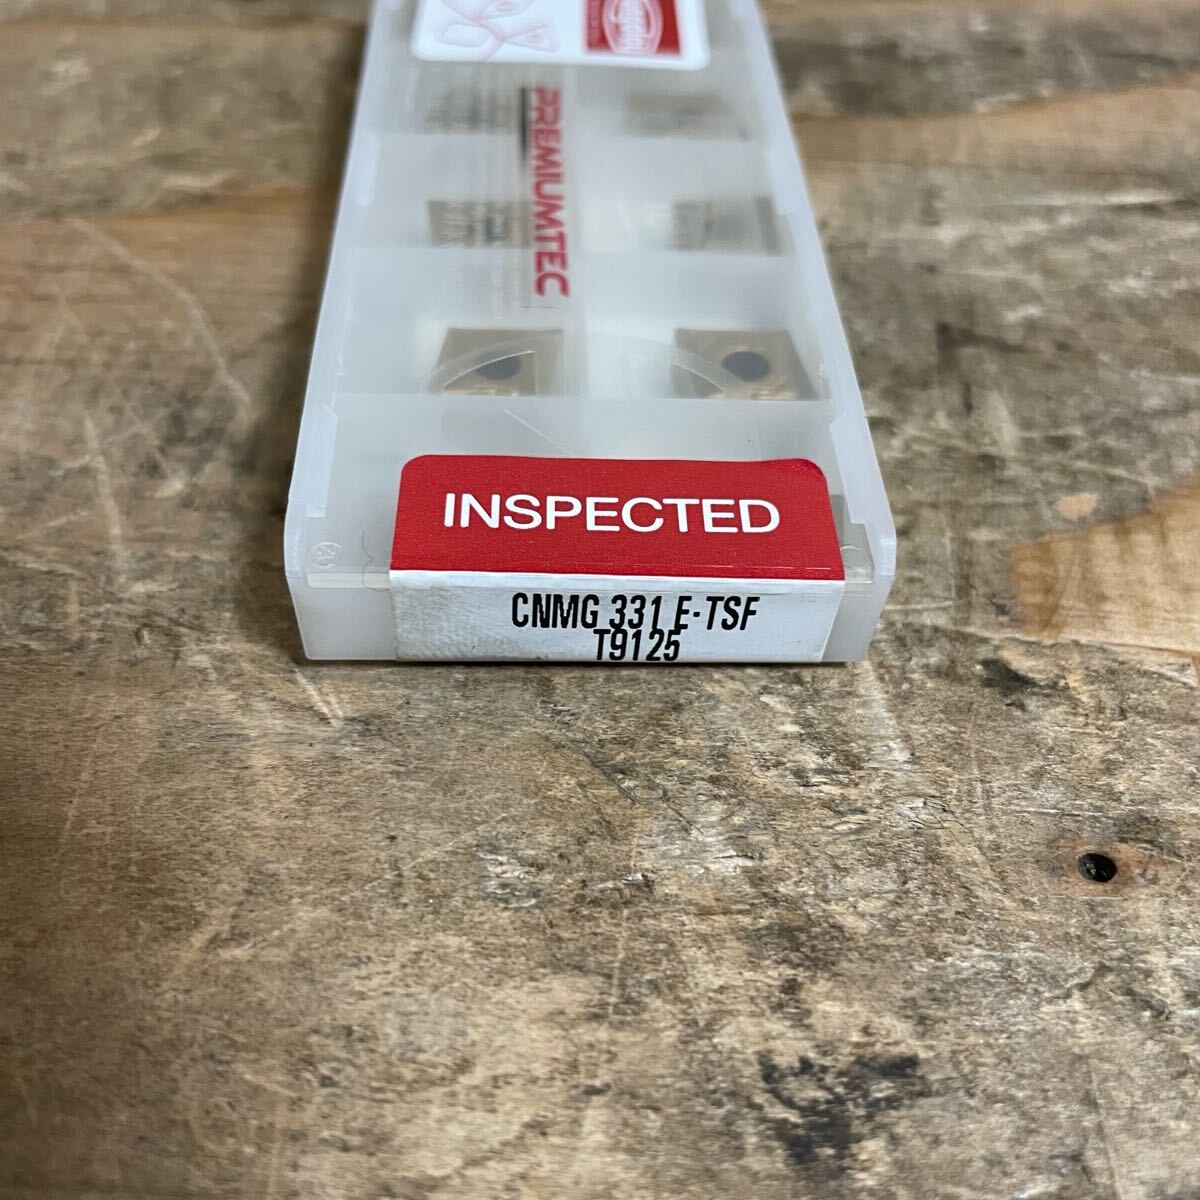 PREMIUMTEC
INSPECTED
CNMG 331 E-TSF
T9125